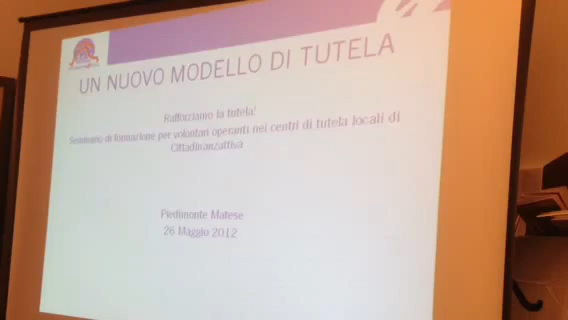 UN NUOVO MODELLO DI TUTELA
Rafforziamo la tutela!
Seminario di formazione per volontari operanti nei centri di tutela locali di
Cittadinanzattiva
Piedimonte Matese
26 Maggio 2012